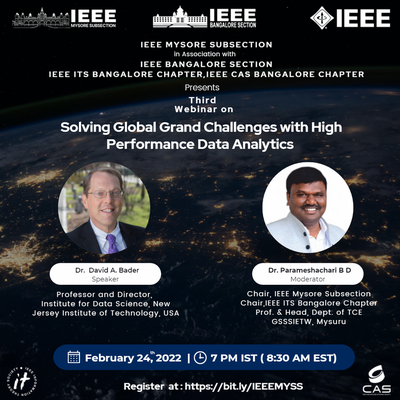 IEEE
MYSORE SUBSECTION
IEEE
BANGALORE SECTION
IEEE
IEEE MYSORE SUBSECTION
in Association with
IEEE BANGALORE SECTION
IEEE ITS BANGALORE CHAPTER,IEEE CAS BANGALORE CHAPTER
Presents
Third
Webinar on
Solving Global Grand Challenges with High
Performance Data Analytics
Dr. David A. Bader
Speaker
Professor and Director,
Institute for Data Science, New
Jersey Institute of Technology, USA
Dr. Parameshachari B D
Moderator
Chair, IEEE Mysore Subsection
Chair,IEEE ITS Bangalore Chapter
Prof. & Head, Dept. of TCE
GSSSIETW, Mysuru
February 24,th 2022 | 7 PM IST ( 8:30 AM EST)
Register at : https://bit.ly/IEEEMYSS
CAS